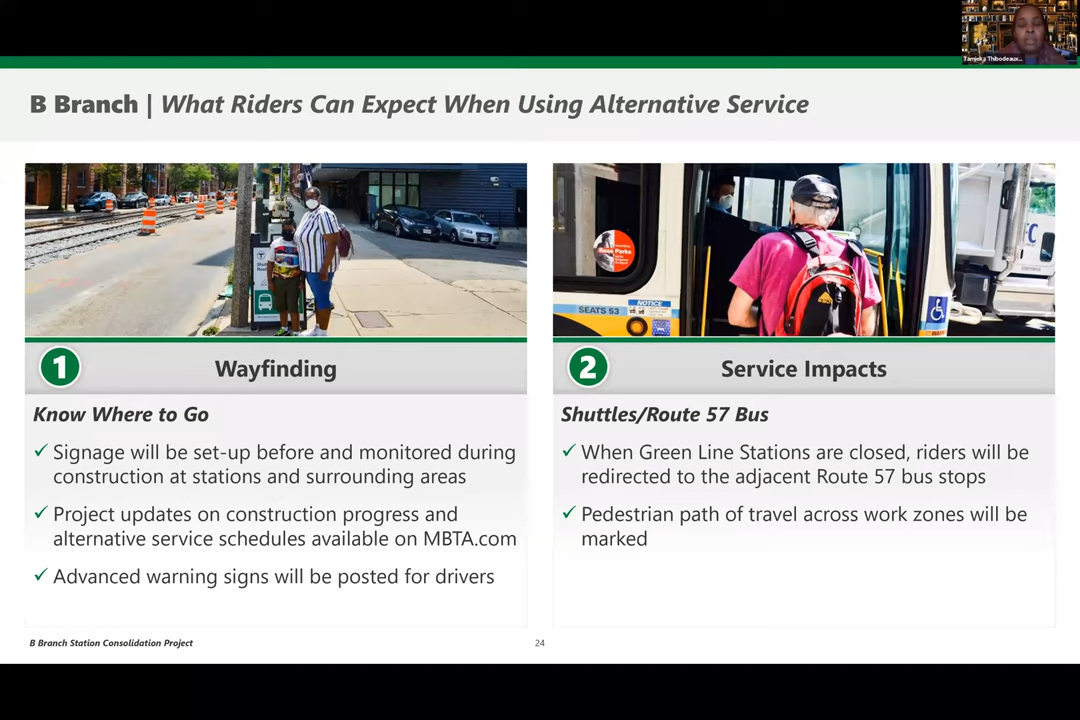 Tameka Thibodeaux...
B Branch | What Riders Can Expect When Using Alternative Service
Rosa Parks
SEATS 53
NOTICE
1
Wayfinding
2
Service Impacts
Know Where to Go
Shuttles/Route 57 Bus
✓ Signage will be set-up before and monitored during
construction at stations and surrounding areas
✓ Project updates on construction progress and
alternative service schedules available on MBTA.com
✓ Advanced warning signs will be posted for drivers
✓ When Green Line Stations are closed, riders will be
redirected to the adjacent Route 57 bus stops
✓ Pedestrian path of travel across work zones will be
marked
B Branch Station Consolidation Project
24